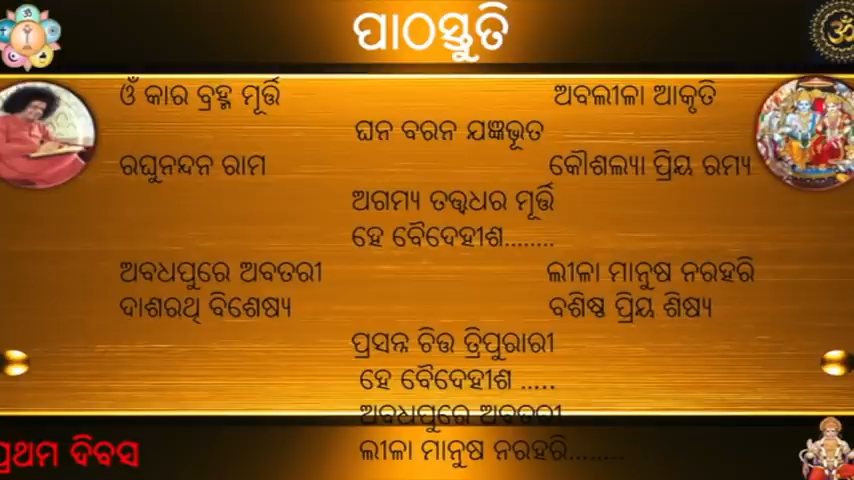 ପାଠସ୍ତୁତି
ଓଁ କାର ବ୍ରହ୍ମ ମୂର୍ତ୍ତି ଅବଲୀଳା ଆକୃତି
ଘନ ବରନ ଯଜ୍ଞଭୂତ
ରଘୁନନ୍ଦନ ରାମ କୌଶଲ୍ୟା ପ୍ରିୟ ରମ୍ୟ
ଅଗମ୍ୟ ତତ୍ତ୍ଵଧର ମୂର୍ତ୍ତି
ହେ ବୈଦେହୀଶ........
ଅବଧପୁରେ ଅବତରୀ ଲୀଳା ମାନୁଷ ନରହରି
ଦାଶରଥି ବିଶେଷ୍ୟ ବଶିଷ୍ଠ ପ୍ରିୟ ଶିଷ୍ୟ
ପ୍ରସନ୍ନ ଚିତ୍ତ ତ୍ରିପୁରାରୀ
ହେ ବୈଦେହୀଶ .....
ଅବଧପୁରେ ଅବତରୀ
ଲୀଳା ମାନୁଷ ନରହରି........
ପ୍ରଥମ ଦିବସ